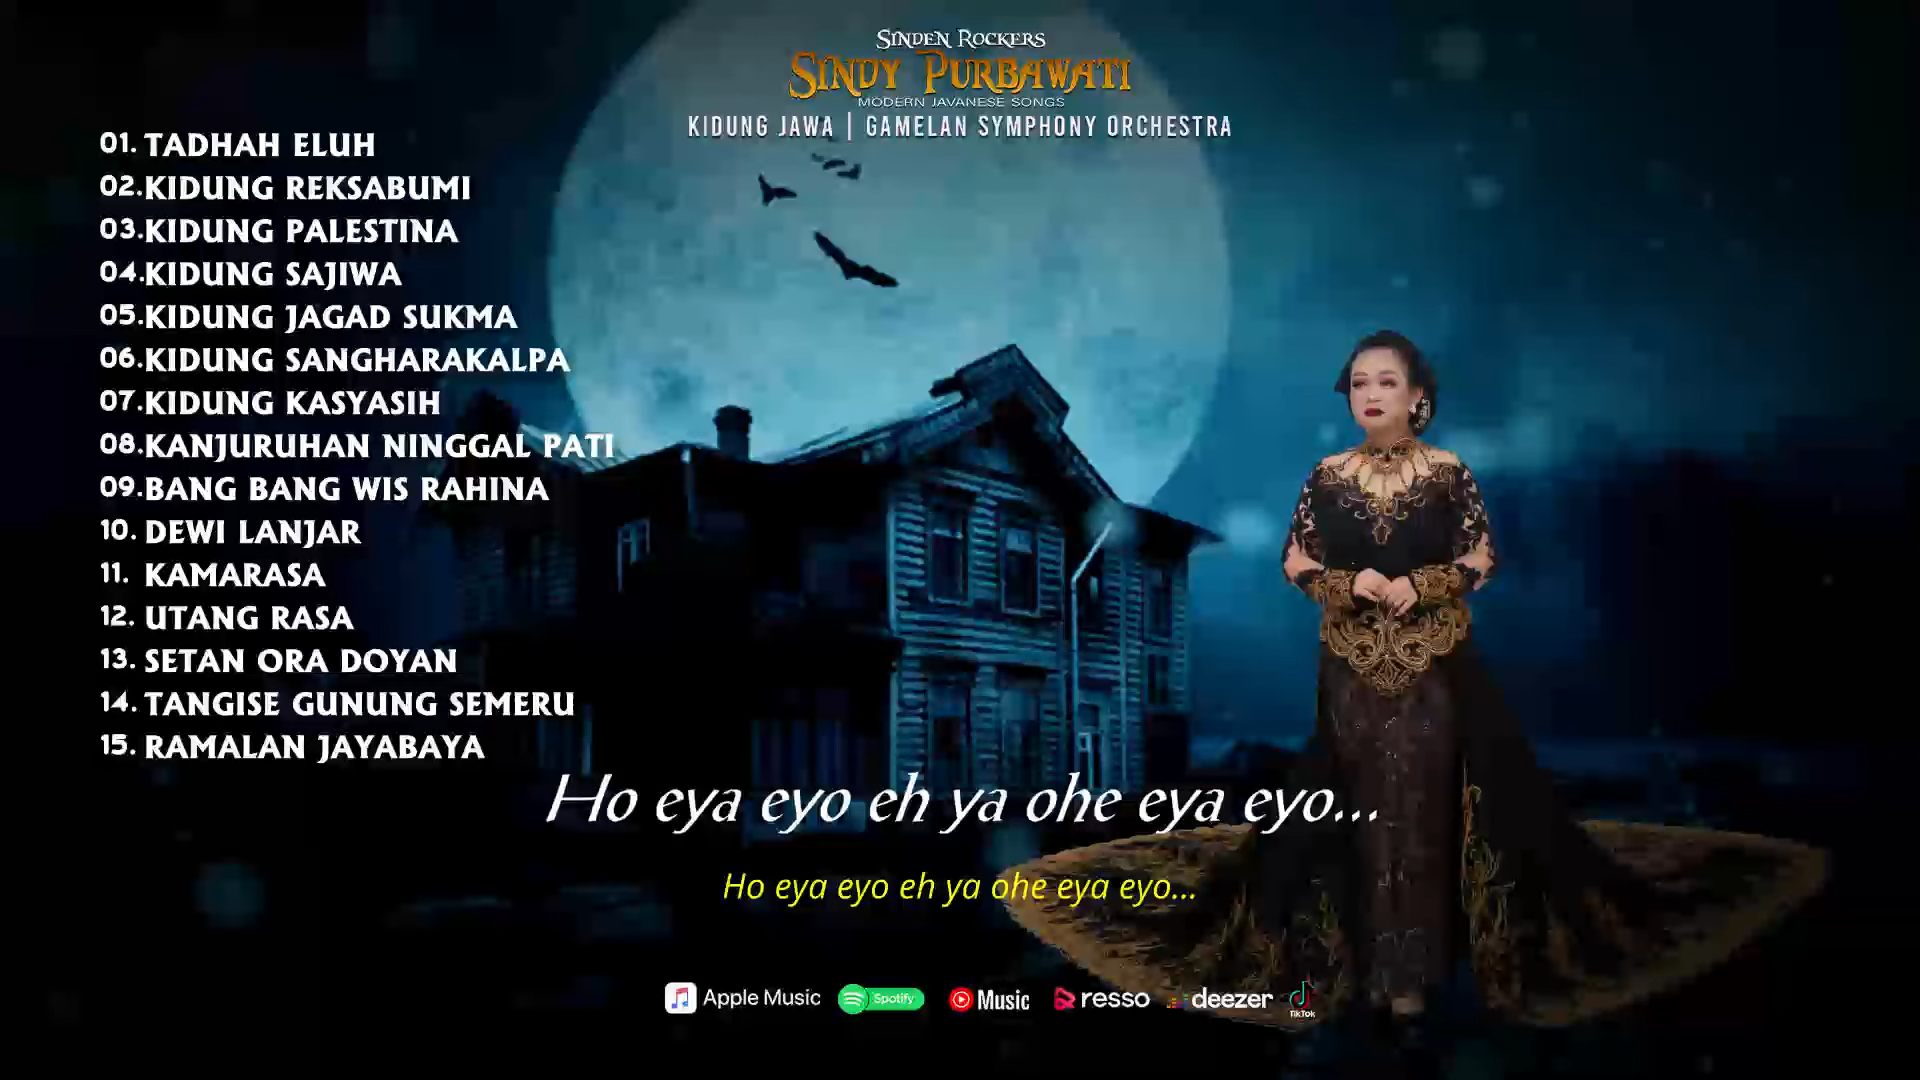 SINDEN ROCKERS
SINDY PURBAWATI
MODERN JAVANESE SONGS
KIDUNG JAWA | GAMELAN SYMPHONY ORCHESTRA
01. TADHAH ELUH
02. KIDUNG REKSABUMI
03. KIDUNG PALESTINA
04. KIDUNG SAJIWA
05. KIDUNG JAGAD SUKMA
06. KIDUNG SANGHARAKALPA
07. KIDUNG KASYASIH
08. KANJURUHAN NINGGAL PATI
09. BANG BANG WIS RAHINA
10. DEWI LANJAR
11. KAMARASA
12. UTANG RASA
13. SETAN ORA DOYAN
14. TANGISE GUNUNG SEMERU
15. RAMALAN JAYABAYA
Ho eya eyo eh ya ohe eya eyo...
Ho eya eyo eh ya ohe eya eyo...
Apple Music Spotify Music resso deezer TikTok